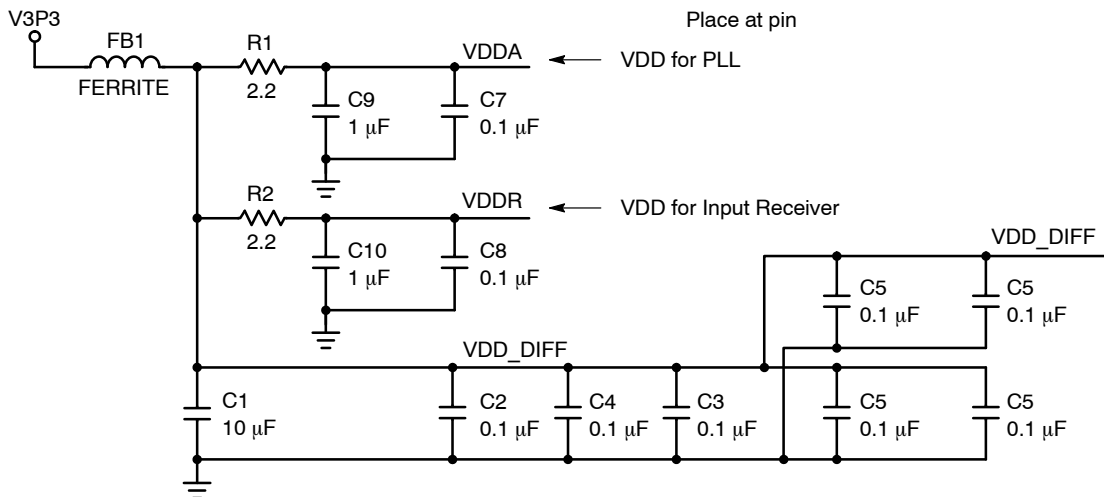 V3P3
Place at pin
FB1
FERRITE
R1
2.2
VDDA
VDD for PLL
C9
1 μF
C7
0.1 μF
R2
2.2
VDDR
VDD for Input Receiver
C10
1 μF
C8
0.1 μF
VDD_DIFF
C5
0.1 μF
C5
0.1 μF
VDD_DIFF
C1
10 μF
C2
0.1 μF
C4
0.1 μF
C3
0.1 μF
C5
0.1 μF
C5
0.1 μF